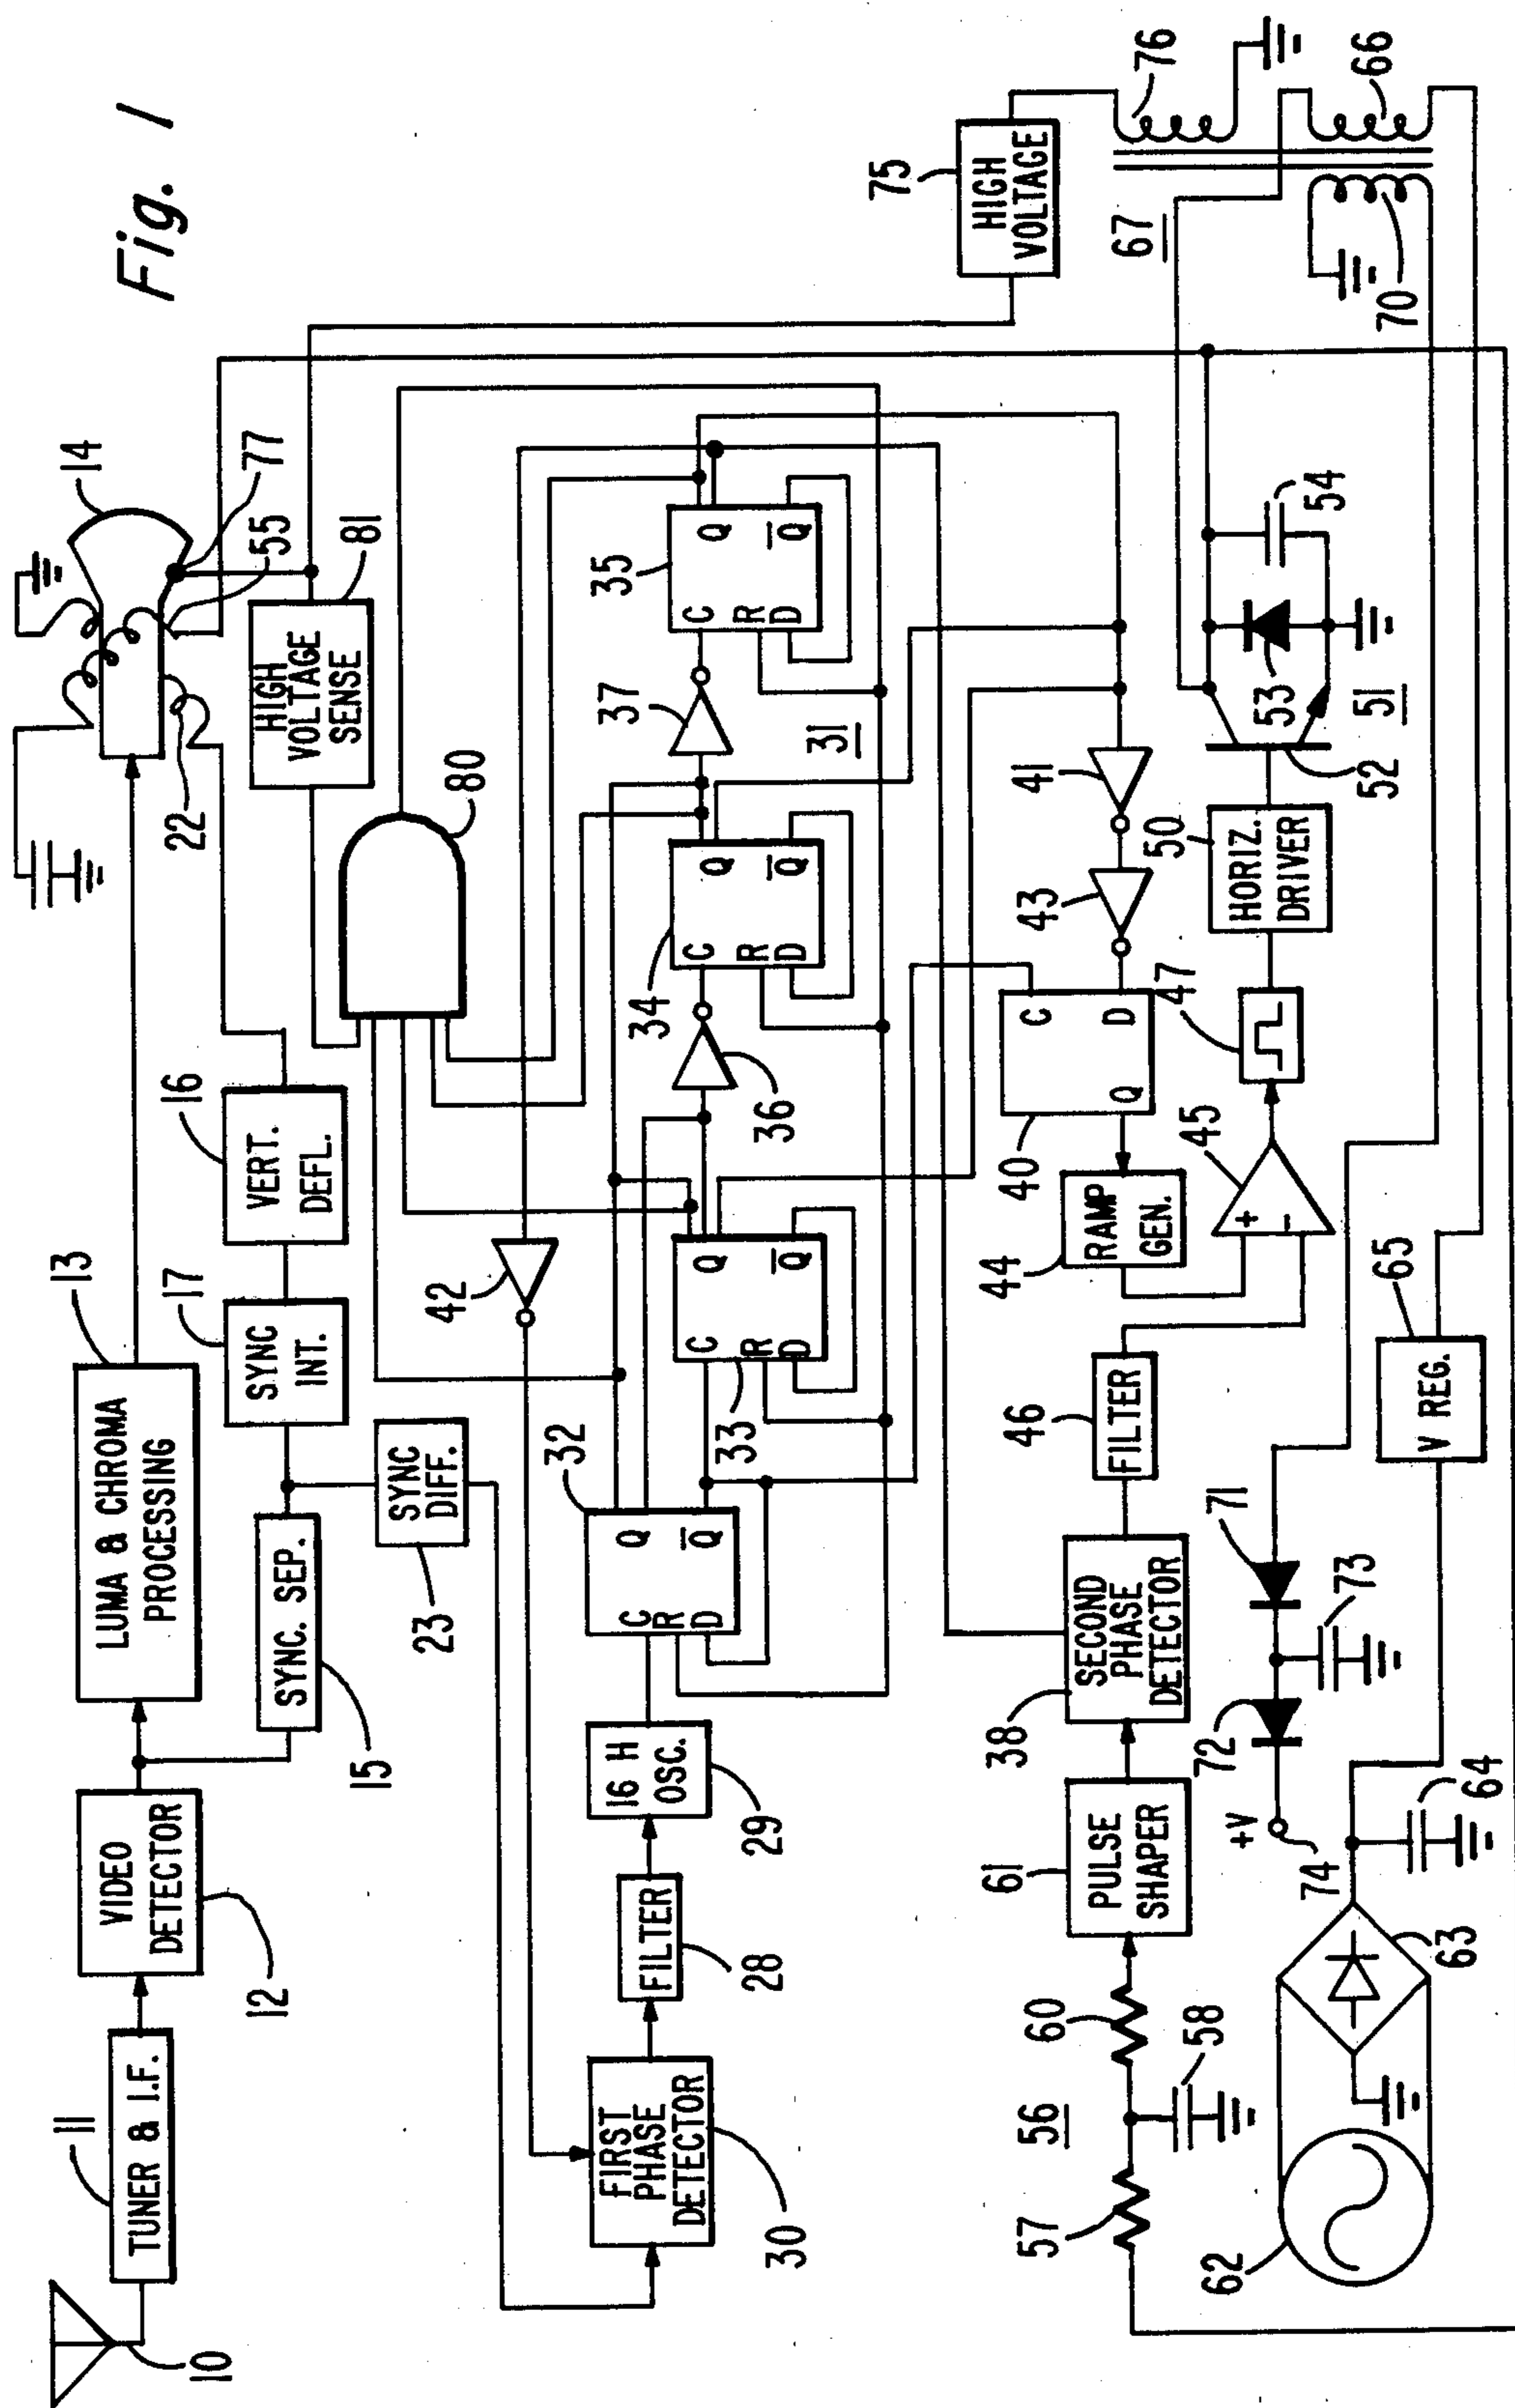 Fig. 1
10
11
TUNER & I.F.
VIDEO
DETECTOR
12
13
LUMA & CHROMA
PROCESSING
14
SYNC. SEP.
15
17
SYNC
INT.
16
VERT.
DEFL.
22
77
55
HIGH
VOLTAGE
SENSE
81
SYNC
DIFF.
23
42
80
FIRST
PHASE
DETECTOR
30
FILTER
28
16 H
OSC.
29
32
C
R
D
Q
Q
33
C
R
D
Q
Q
36
34
C
R
D
Q
Q
37
31
35
C
R
D
Q
Q
75
HIGH
VOLTAGE
76
56
57
58
60
61
PULSE
SHAPER
38
SECOND
PHASE
DETECTOR
46
FILTER
44
RAMP
GEN.
40
C
D
Q
43
41
45
+
−
47
50
HORIZ.
DRIVER
52
51
53
54
67
66
70
62
63
64
+V
74
72
73
71
65
V REG.